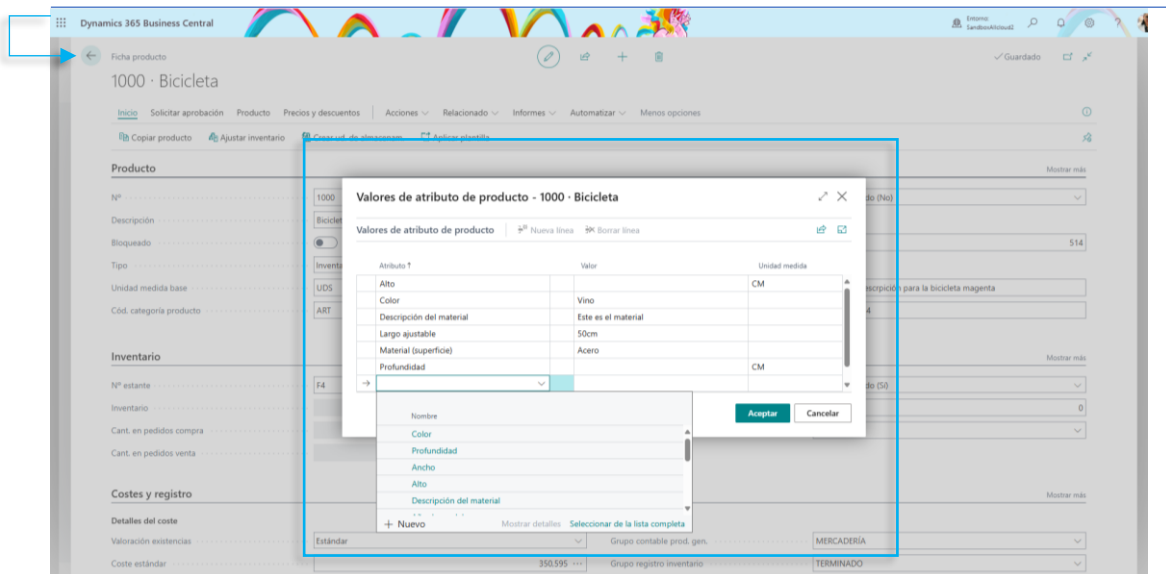 Dynamics 365 Business Central
Entorno:
Ficha producto
Guardado
1000 · Bicicleta
Inicio Solicitar aprobación Producto Precios y descuentos Acciones Relacionado Informes Automatizar Menos opciones
Copiar producto Ajustar inventario Crear ud. de almacenam. Aplicar plantilla
Producto Mostrar más
Nº 1000
Descripción
Bloqueado 514
Tipo
Unidad medida base UDS para la bicicleta magenta
Cód. categoría producto ART
Inventario Mostrar más
Nº estante F4
Inventario 0
Cant. en pedidos compra
Cant. en pedidos venta
Costes y registro Mostrar más
Detalles del coste
Valoración existencias Estándar Grupo contable prod. gen. MERCADERÍA
Coste estándar 350,595 Grupo registro inventario TERMINADO
Valores de atributo de producto - 1000 · Bicicleta
Valores de atributo de producto Nueva línea Borrar línea
Atributo ↑ Valor Unidad medida
Alto CM
Color Vino
Descripción del material Este es el material
Largo ajustable 50cm
Material (superficie) Acero
Profundidad CM
Aceptar Cancelar
Nombre
Color
Profundidad
Ancho
Alto
Descripción del material
+ Nuevo Mostrar detalles Seleccionar de la lista completa